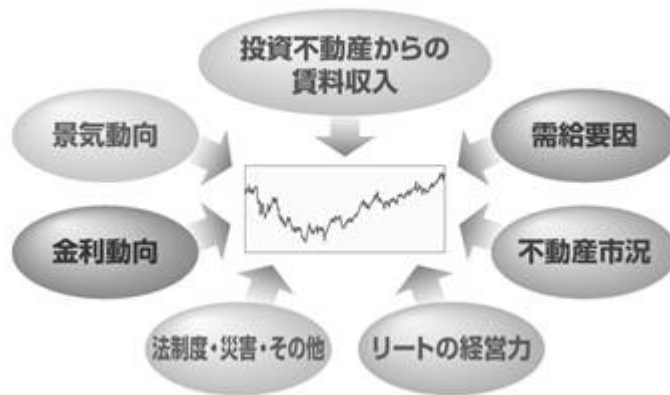 投資不動産からの
賃料収入
景気動向
需給要因
金利動向
不動産市況
法制度・災害・その他
リートの経営力